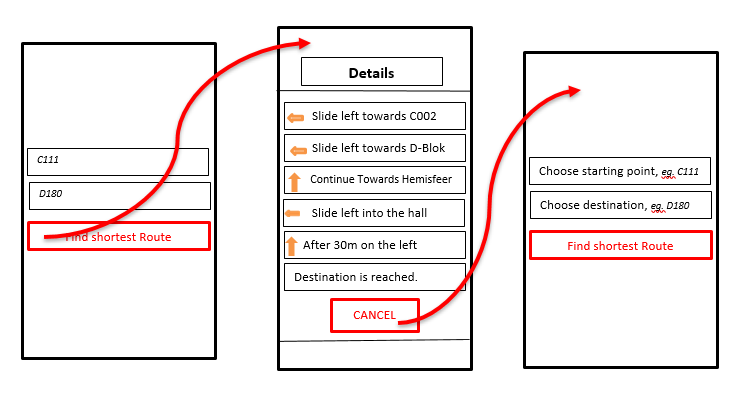 C111
D180
Find shortest Route
Details
Slide left towards C002
Slide left towards D-Blok
Continue Towards Hemisfeer
Slide left into the hall
After 30m on the left
Destination is reached.
CANCEL
Choose starting point, eg. C111
Choose destination, eg. D180
Find shortest Route